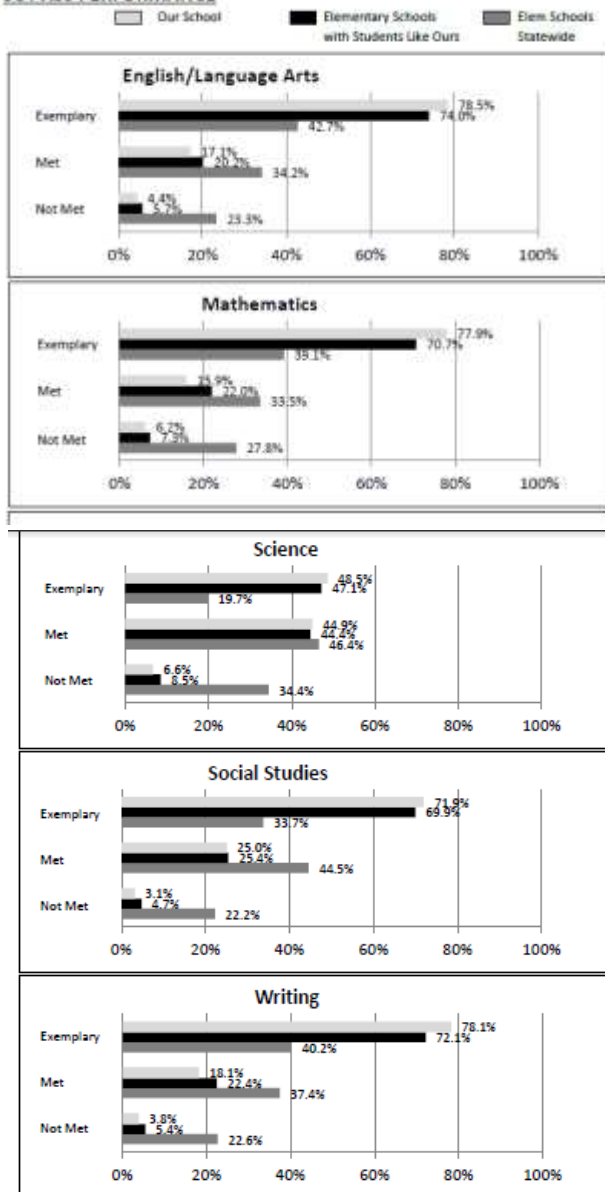 Our School Elementary Schools Elem Schools
with Students Like Ours Statewide
English/Language Arts
Exemplary 78.5%
74.0%
42.7%
Met 17.1%
20.2%
34.2%
Not Met 4.4%
5.7%
23.3%
0% 20% 40% 60% 80% 100%
Mathematics
Exemplary 77.9%
70.7%
39.1%
Met 15.9%
22.0%
33.5%
Not Met 6.2%
7.3%
27.8%
0% 20% 40% 60% 80% 100%
Science
Exemplary 48.5%
47.1%
19.7%
Met 44.9%
44.4%
46.4%
Not Met 6.6%
8.5%
34.4%
0% 20% 40% 60% 80% 100%
Social Studies
Exemplary 71.9%
69.9%
33.7%
Met 25.0%
25.4%
44.5%
Not Met 3.1%
4.7%
22.2%
0% 20% 40% 60% 80% 100%
Writing
Exemplary 78.1%
72.1%
40.2%
Met 18.1%
22.4%
37.4%
Not Met 3.8%
5.4%
22.6%
0% 20% 40% 60% 80% 100%